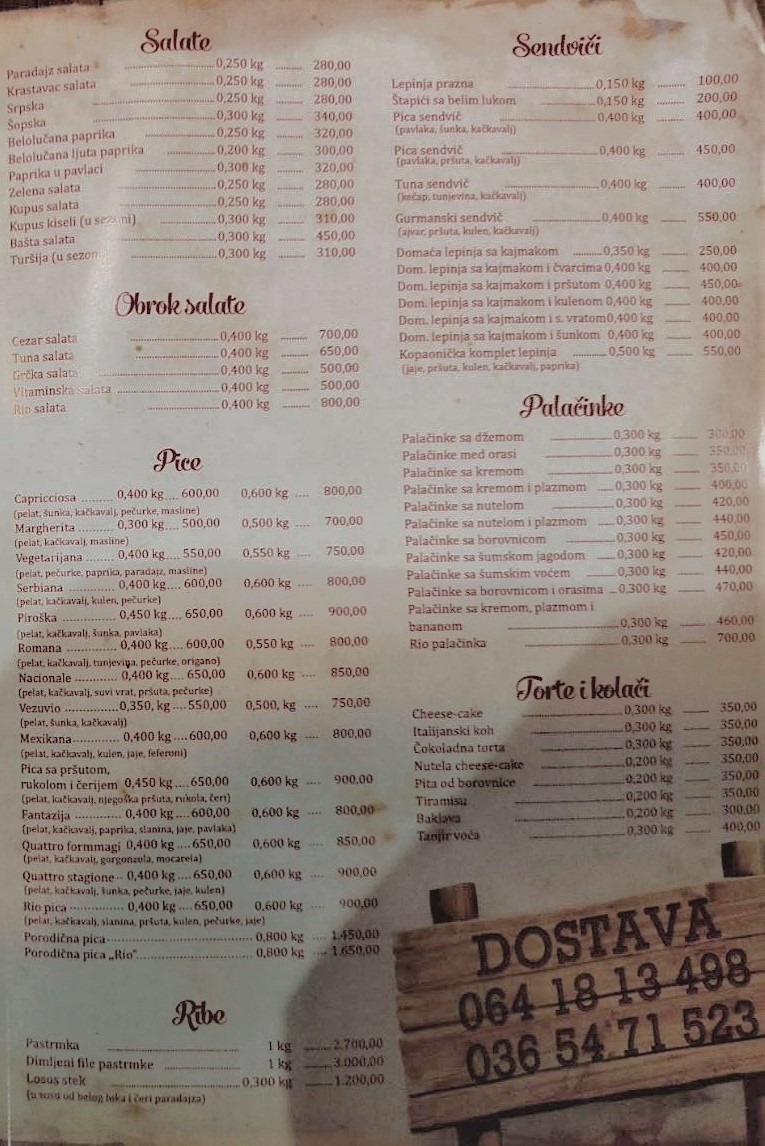 Salate
Paradajz salata 0,250 kg 280,00
Krastavac salata 0,250 kg 280,00
Srpska 0,250 kg 280,00
Šopska 0,300 kg 340,00
Belolučana paprika 0,250 kg 320,00
Belolučana ljuta paprika 0,200 kg 300,00
Paprika u pavlaci 0,300 kg 320,00
Zelena salata 0,250 kg 280,00
Kupus salata 0,250 kg 280,00
Kupus kiseli (u sezoni) 0,300 kg 310,00
Bašta salata 0,300 kg 450,00
Turšija (u sezoni 0,300 kg 310,00
Obrok salate
Cezar salata 0,400 kg 700,00
Tuna salata 0,400 kg 650,00
Grčka salata 0,400 kg 500,00
Vitaminska salata 0,400 kg 500,00
Rio salata 0,400 kg 800,00
Pice
Capricciosa 0,400 kg 600,00 0,600 kg 800,00
(pelat, šunka, kačkavalj, pečurke, masline)
Margherita 0,300 kg 500,00 0,500 kg 700,00
(pelat, kačkavalj, masline)
Vegetarijana 0,400 kg 550,00 0,550 kg 750,00
(pelat, pečurke, paprika, paradajz, masline)
Serbiana 0,400 kg 600,00 0,600 kg 800,00
(pelat, kačkavalj, kulen, pečurke)
Piroška 0,450 kg 650,00 0,600 kg 900,00
(pelat, kačkavalj, šunka, pavlaka)
Romana 0,400 kg 600,00 0,550 kg 800,00
(pelat, kačkavalj, tunjevina, pečurke, origano)
Nacionale 0,400 kg 650,00 0,600 kg 850,00
(pelat, kačkavalj, suvi vrat, pršuta, pečurke)
Vezuvio 0,350, kg 550,00 0,500, kg 750,00
(pelat, šunka, kačkavalj)
Mexikana 0,400 kg 600,00 0,600 kg 800,00
(pelat, kačkavalj, kulen, jaje, feferoni)
Pica sa pršutom,
rukolom i čerijem 0,450 kg 650,00 0,600 kg 900,00
(pelat, kačkavalj, njegoška pršuta, rukola, čeri)
Fantazija 0,400 kg 600,00 0,600 kg 800,00
(pelat, kačkavalj, paprika, slanina, jaje, pavlaka)
Quattro formmagi 0,400 kg 650,00 0,600 kg 850,00
(pelat, kačkavalj, gorgonzola, mocarela)
Quattro stagione 0,400 kg 650,00 0,600 kg 900,00
(pelat, kačkavalj, šunka, pečurke, jaje, kulen)
Rio pica 0,400 kg 650,00 0,600 kg 900,00
(pelat, kačkavalj, slanina, pršuta, kulen, pečurke, jaje)
Porodična pica 0,800 kg 1.450,00
Porodična pica „Rio" 0,800 kg 1.650,00
Ribe
Pastrmka 1 kg 2.700,00
Dimljeni file pastrmke 1 kg 3.000,00
Losos stek 0,300 kg 1.200,00
(u sosu od belog luka i čeri paradajza)
Sendviči
Lepinja prazna 0,150 kg 100,00
Štapići sa belim lukom 0,150 kg 200,00
Pica sendvič 0,400 kg 400,00
(pavlaka, šunka, kačkavalj)
Pica sendvič 0,400 kg 450,00
(pavlaka, pršuta, kačkavalj)
Tuna sendvič 0,400 kg 400,00
(kečap, tunjevina, kačkavalj)
Gurmanski sendvič 0,400 kg 550,00
(ajvar, pršuta, kulen, kačkavalj)
Domaća lepinja sa kajmakom 0,350 kg 250,00
Dom. lepinja sa kajmakom i čvarcima 0,400 kg 400,00
Dom. lepinja sa kajmakom i pršutom 0,400 kg 450,00
Dom. lepinja sa kajmakom i kulenom 0,400 kg 400,00
Dom. lepinja sa kajmakom i s. vratom 0,400 kg 400,00
Dom. lepinja sa kajmakom i šunkom 0,400 kg 400,00
Kopaonička komplet lepinja 0,500 kg 550,00
(jaje, pršuta, kulen, kačkavalj, paprika)
Palačinke
Palačinke sa džemom 0,300 kg 300,00
Palačinke med orasi 0,300 kg 350,00
Palačinke sa kremom 0,300 kg 350,00
Palačinke sa kremom i plazmom 0,300 kg 400,00
Palačinke sa nutelom 0,300 kg 420,00
Palačinke sa nutelom i plazmom 0,300 kg 440,00
Palačinke sa borovnicom 0,300 kg 450,00
Palačinke sa šumskom jagodom 0,300 kg 420,00
Palačinke sa šumskim voćem 0,300 kg 440,00
Palačinke sa borovnicom i orasima 0,300 kg 470,00
Palačinke sa kremom, plazmom i
bananom 0,300 kg 460,00
Rio palačinka 0,300 kg 700,00
Torte i kolači
Cheese-cake 0,300 kg 350,00
Italijanski koh 0,300 kg 350,00
Čokoladna torta 0,300 kg 350,00
Nutela cheese-cake 0,200 kg 350,00
Pita od borovnice 0,200 kg 350,00
Tiramisu 0,200 kg 350,00
Baklava 0,200 kg 300,00
Tanjir voća 0,300 kg 400,00
DOSTAVA
064 18 13 498
036 54 71 523